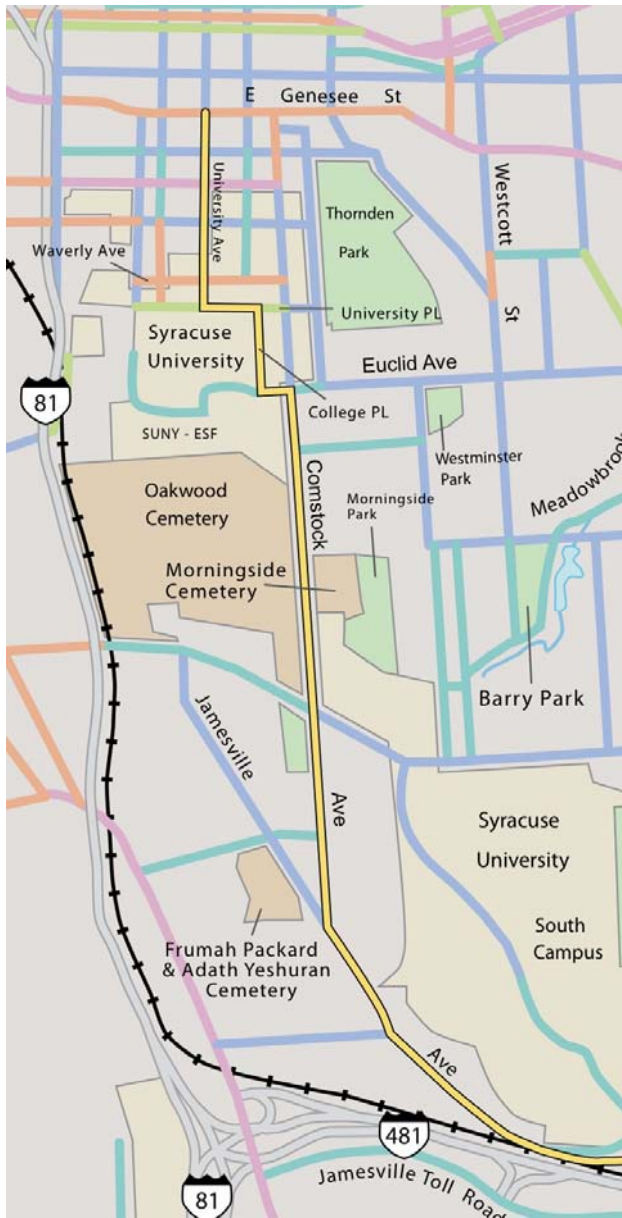 E Genesee St
University Ave
Westcott
St
Thornden
Park
Waverly Ave
University PL
Syracuse
University
Euclid Ave
81
College PL
SUNY - ESF
Westminster
Park
Meadowbrook
Oakwood
Cemetery
Comstock
Morningside
Park
Morningside
Cemetery
Barry Park
Jamesville
Ave
Syracuse
University
South
Campus
Frumah Packard
& Adath Yeshuran
Cemetery
Ave
481
Jamesville Toll Road
81